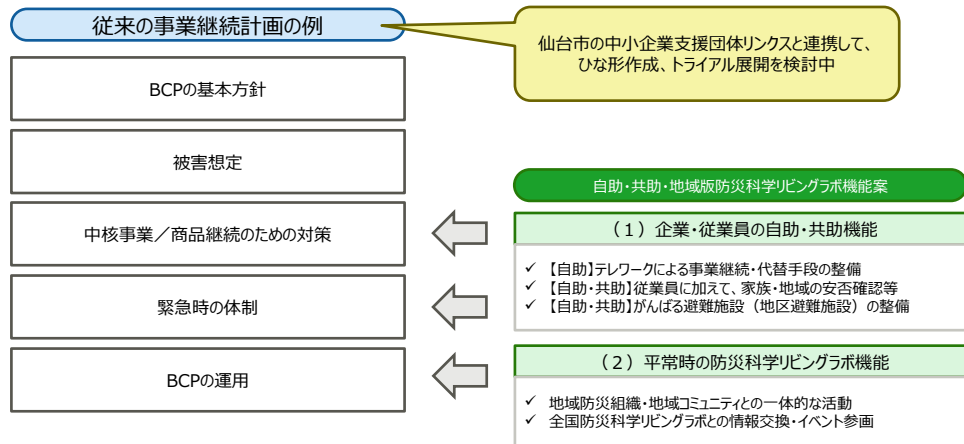 従来の事業継続計画の例
仙台市の中小企業支援団体リンクスと連携して、
ひな形作成、トライアル展開を検討中
BCPの基本方針
被害想定
中核事業／商品継続のための対策
緊急時の体制
BCPの運用
自助・共助・地域版防災科学リビングラボ機能案
（1）企業・従業員の自助・共助機能
✓ 【自助】テレワークによる事業継続・代替手段の整備
✓ 【自助・共助】従業員に加えて、家族・地域の安否確認等
✓ 【自助・共助】がんばる避難施設（地区避難施設）の整備
（2）平常時の防災科学リビングラボ機能
✓ 地域防災組織・地域コミュニティとの一体的な活動
✓ 全国防災科学リビングラボとの情報交換・イベント参画